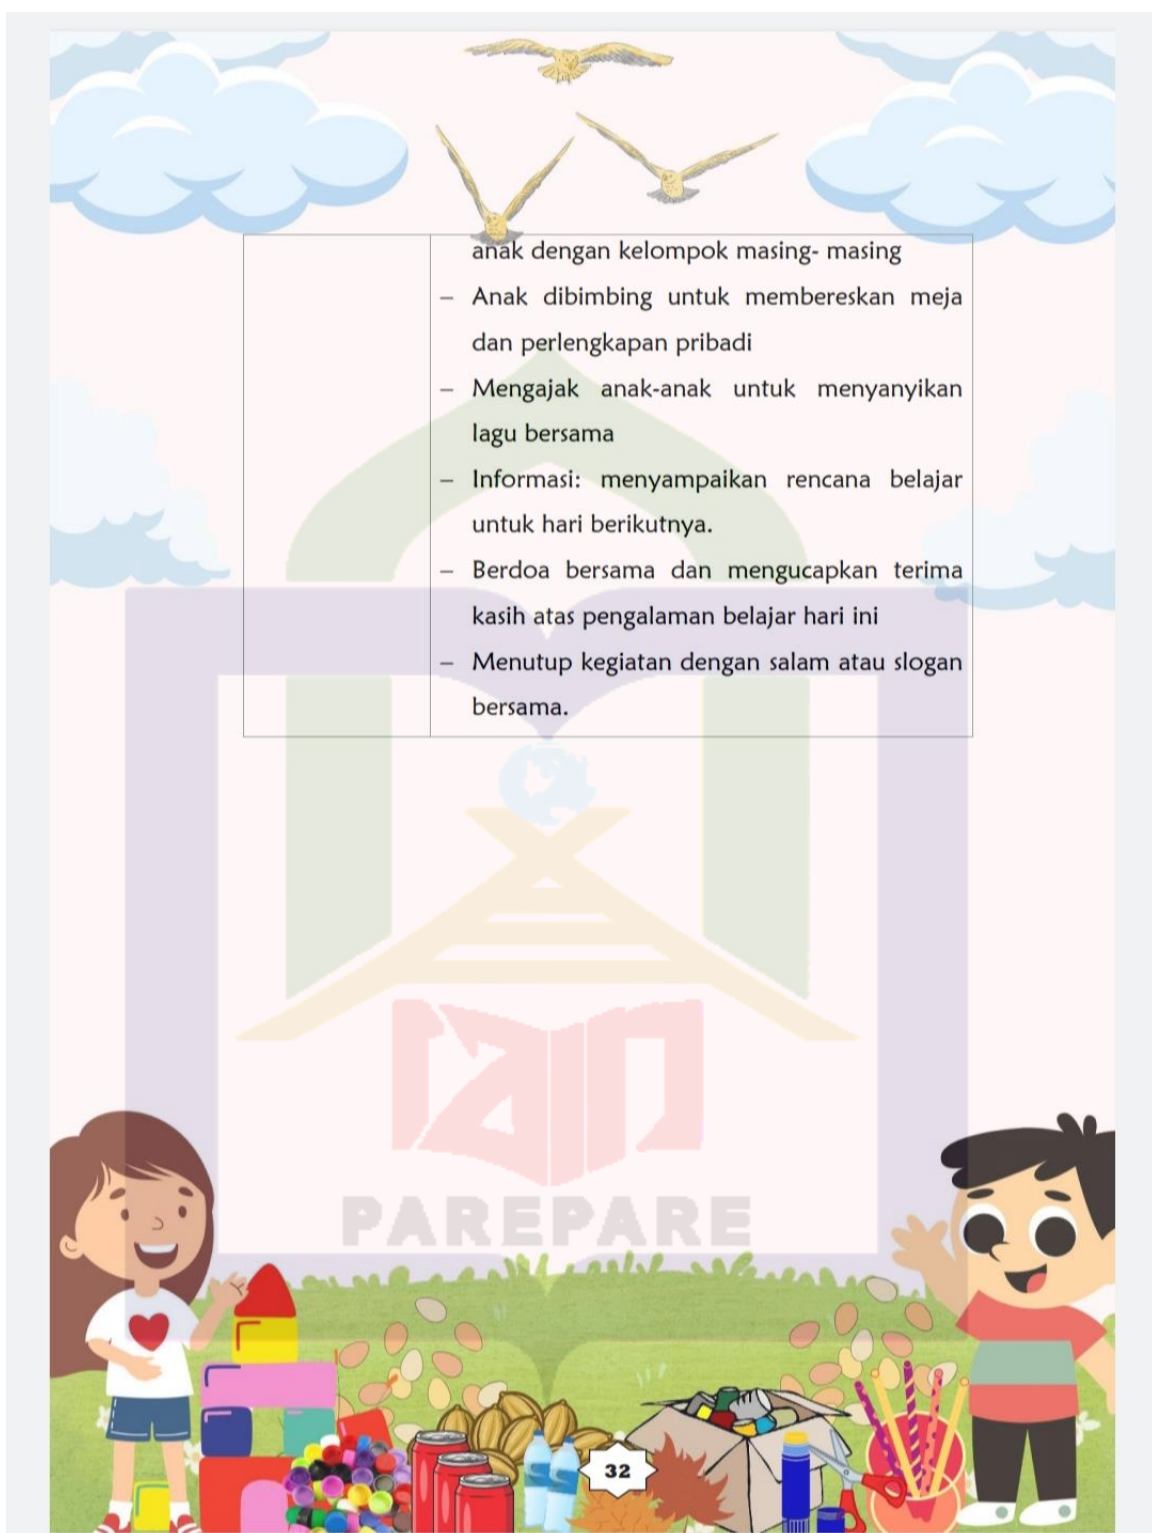 anak dengan kelompok masing- masing
– Anak dibimbing untuk membereskan meja
dan perlengkapan pribadi
– Mengajak anak-anak untuk menyanyikan
lagu bersama
– Informasi: menyampaikan rencana belajar
untuk hari berikutnya.
– Berdoa bersama dan mengucapkan terima
kasih atas pengalaman belajar hari ini
– Menutup kegiatan dengan salam atau slogan
bersama.
iain
PAREPARE
32